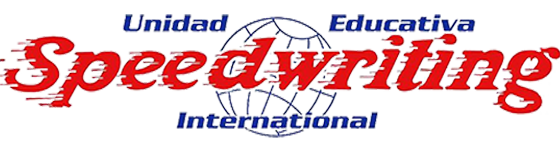 Unidad Educativa
Speedwriting
International